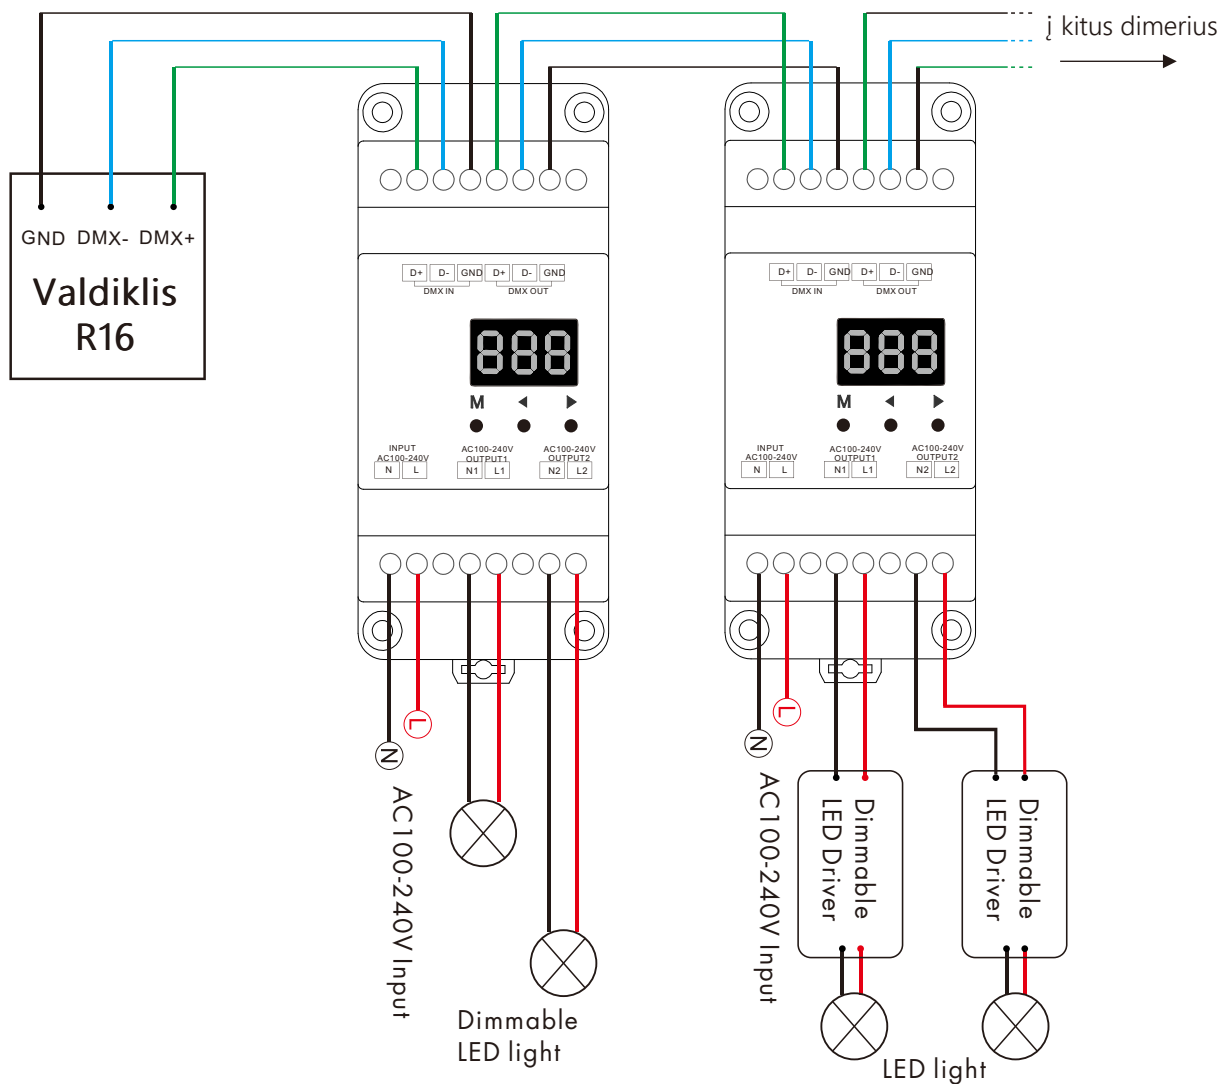 į kitus dimerius
GND DMX- DMX+
Valdiklis
R16
D+ D- GND D+ D- GND
DMX IN DMX OUT
888
M
INPUT
AC100-240V
N L
AC100-240V
OUTPUT1
N1 L1
AC100-240V
OUTPUT2
N2 L2
D+ D- GND D+ D- GND
DMX IN DMX OUT
888
M
INPUT
AC100-240V
N L
AC100-240V
OUTPUT1
N1 L1
AC100-240V
OUTPUT2
N2 L2
L
N
AC100-240V Input
Dimmable
LED light
L
N
AC100-240V Input
Dimmable
LED Driver
Dimmable
LED Driver
LED light